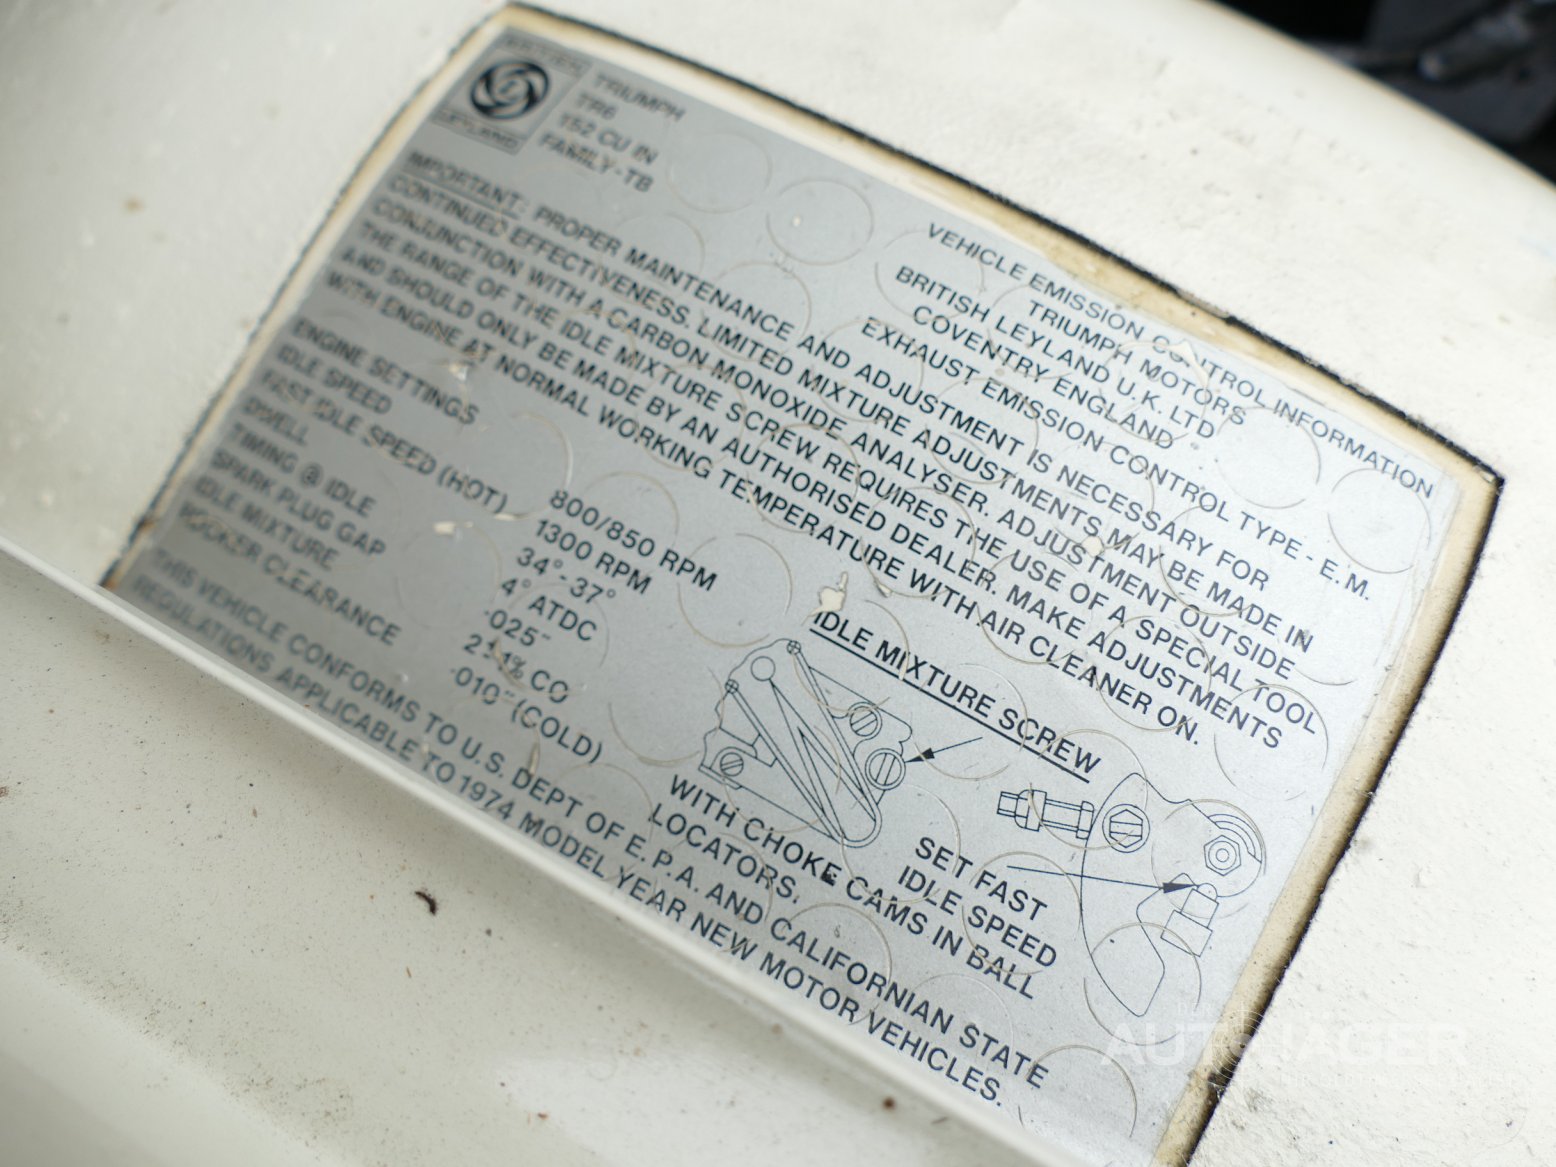 BRITISH
LEYLAND
TRIUMPH
TR6
152 CU IN
FAMILY-TB
VEHICLE EMISSION CONTROL INFORMATION
TRIUMPH MOTORS
BRITISH LEYLAND U.K. LTD
COVENTRY ENGLAND
EXHAUST EMISSION CONTROL TYPE - E.M.
IMPORTANT: PROPER MAINTENANCE AND ADJUSTMENT IS NECESSARY FOR
CONTINUED EFFECTIVENESS. LIMITED MIXTURE ADJUSTMENTS MAY BE MADE IN
CONJUNCTION WITH A CARBON MONOXIDE ANALYSER. ADJUSTMENT OUTSIDE
THE RANGE OF THE IDLE MIXTURE SCREW REQUIRES THE USE OF A SPECIAL TOOL
AND SHOULD ONLY BE MADE BY AN AUTHORISED DEALER. MAKE ADJUSTMENTS
WITH ENGINE AT NORMAL WORKING TEMPERATURE WITH AIR CLEANER ON.
ENGINE SETTINGS
IDLE SPEED 800/850 RPM
FAST IDLE SPEED (HOT) 1300 RPM
DWELL 34°-37°
TIMING @ IDLE 4° ATDC
SPARK PLUG GAP .025"
IDLE MIXTURE CO
ROCKER CLEARANCE .010" (COLD)
IDLE MIXTURE SCREW
SET FAST
IDLE SPEED
WITH CHOKE CAMS IN BALL
LOCATORS.
THIS VEHICLE CONFORMS TO U.S. DEPT OF E.P.A. AND CALIFORNIAN STATE
REGULATIONS APPLICABLE TO 1974 MODEL YEAR NEW MOTOR VEHICLES.
AUTOJAGER